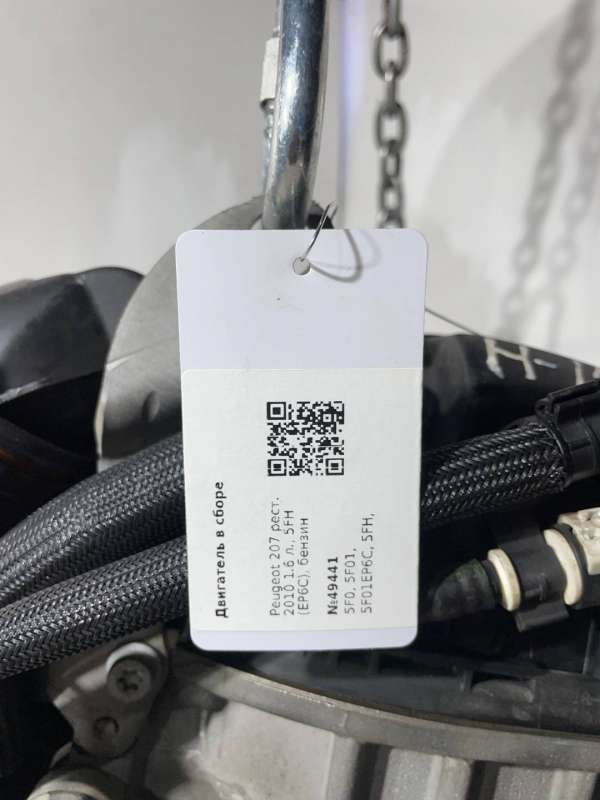 Двигатель в сборе
Peugeot 207 рест.
2010 1.6 л., 5FH
(EP6C), бензин
№49441
5F0, 5F01,
5F01EP6C, 5FH,